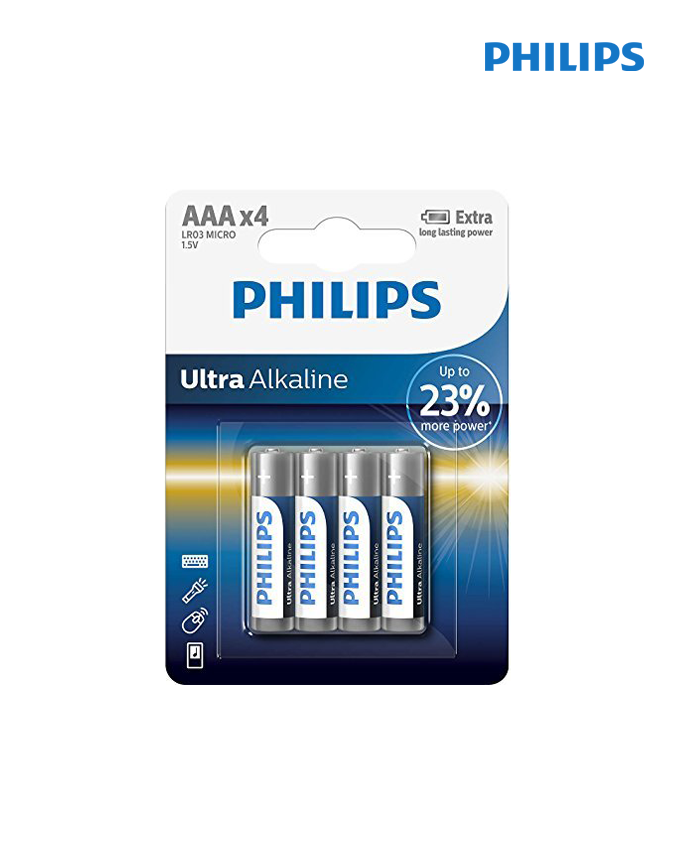 PHILIPS
AAA x4
LR03 MICRO
1.5V
Extra
long lasting power
PHILIPS
Ultra Alkaline
Up to
23%
more power*
PHILIPS
Ultra Alkaline
PHILIPS
Ultra Alkaline
PHILIPS
Ultra Alkaline
PHILIPS
Ultra Alkaline